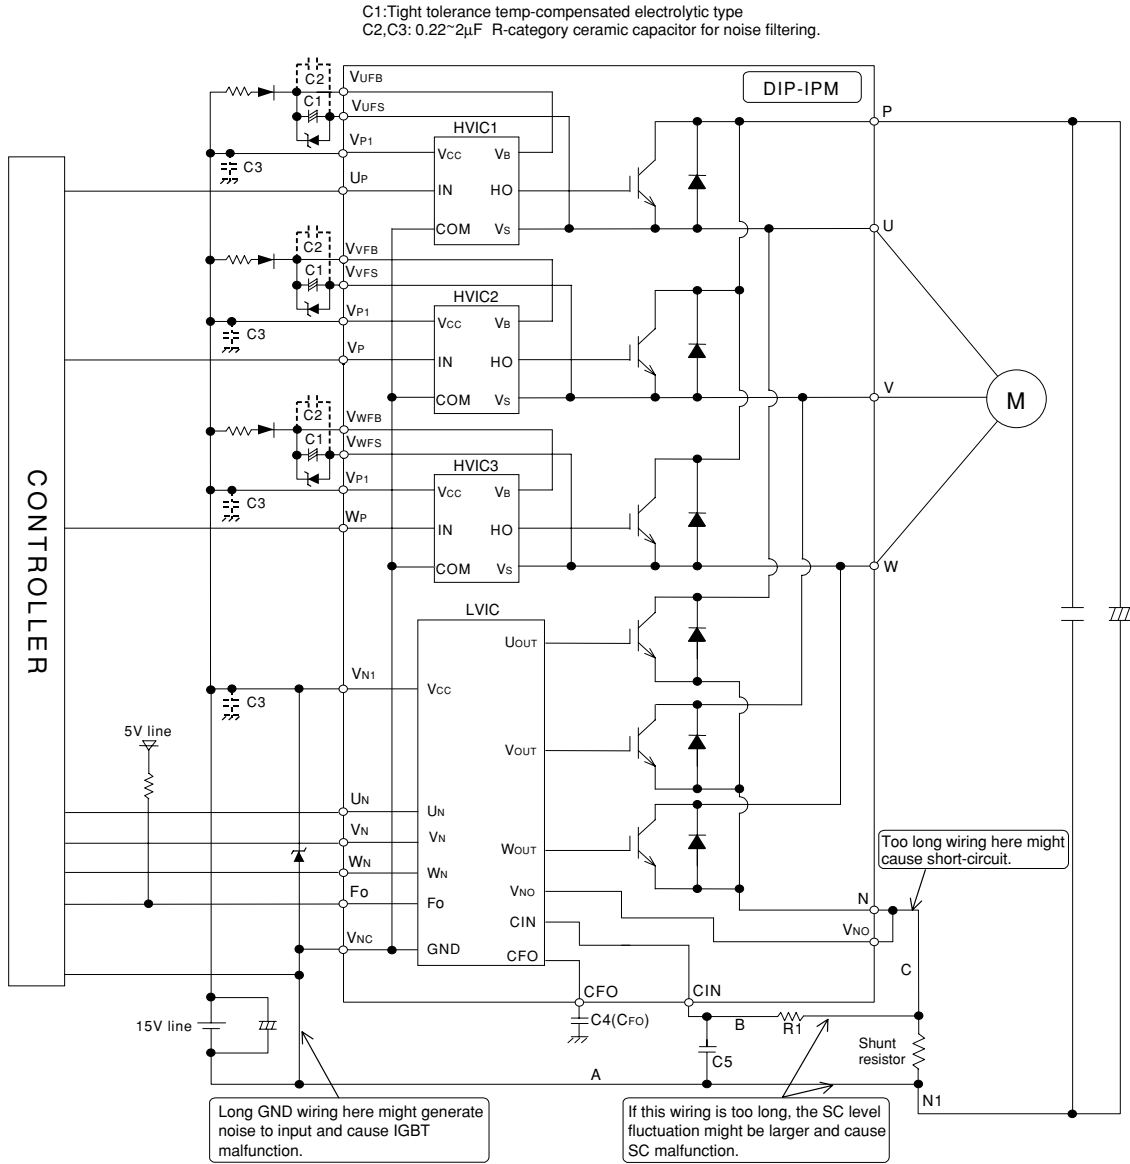 C1:Tight tolerance temp-compensated electrolytic type
C2,C3: 0.22~2μF R-category ceramic capacitor for noise filtering.
DIP-IPM
C2
C1
VUFB
VUFS
VP1
C3
UP
HVIC1
VCC
VB
IN
HO
COM
VS
P
U
C2
C1
VVFB
VVFS
VP1
C3
VP
HVIC2
VCC
VB
IN
HO
COM
VS
V
M
C2
C1
VWFB
VWFS
VP1
C3
WP
HVIC3
VCC
VB
IN
HO
COM
VS
W
CONTROLLER
LVIC
UOUT
VN1
VCC
C3
5V line
VOUT
UN
UN
VN
VN
WN
WN
WOUT
Fo
Fo
VNO
CIN
VNC
GND
CFO
Too long wiring here might
cause short-circuit.
N
VNO
C
CFO
CIN
15V line
C4(CFO)
B
R1
C5
Shunt
resistor
A
N1
Long GND wiring here might generate
noise to input and cause IGBT
malfunction.
If this wiring is too long, the SC level
fluctuation might be larger and cause
SC malfunction.